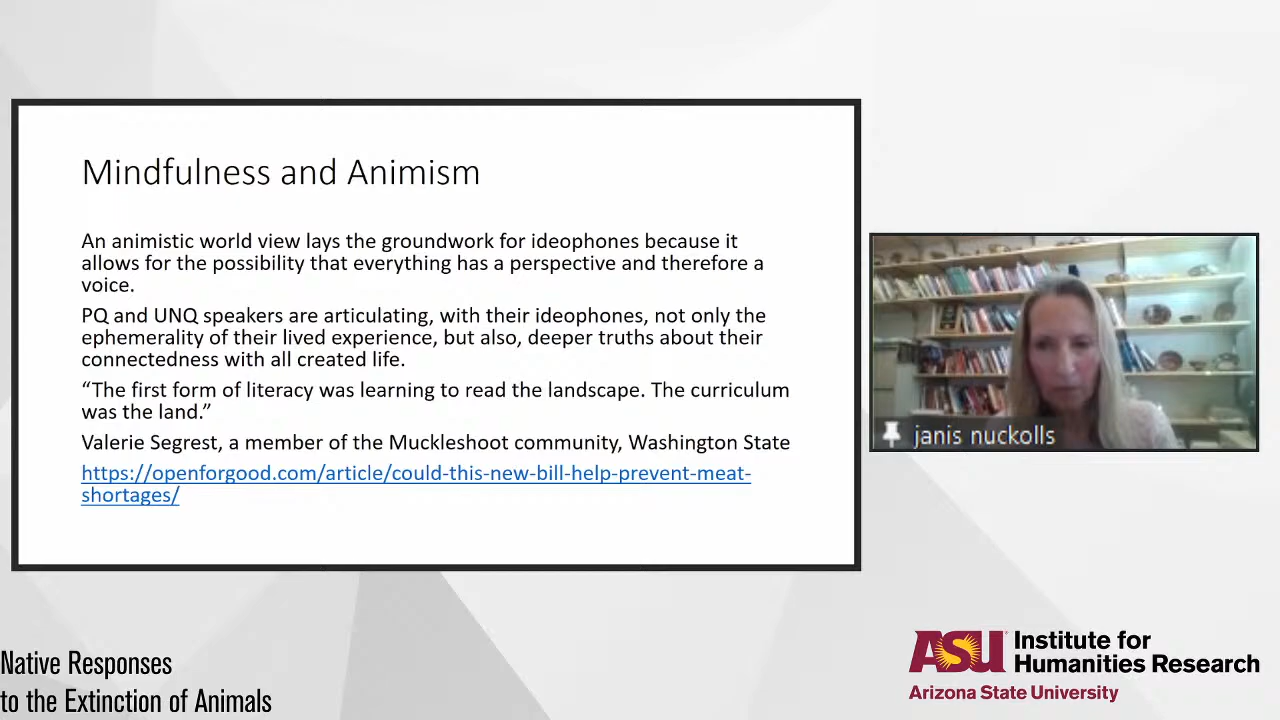 Mindfulness and Animism
An animistic world view lays the groundwork for ideophones because it
allows for the possibility that everything has a perspective and therefore a
voice.
PQ and UNQ speakers are articulating, with their ideophones, not only the
ephemerality of their lived experience, but also, deeper truths about their
connectedness with all created life.
“The first form of literacy was learning to read the landscape. The curriculum
was the land.”
Valerie Segrest, a member of the Muckleshoot community, Washington State
https://openforgood.com/article/could-this-new-bill-help-prevent-meat-
shortages/
janis nuckolls
Native Responses
to the Extinction of Animals
ASU Institute for
Humanities Research
Arizona State University